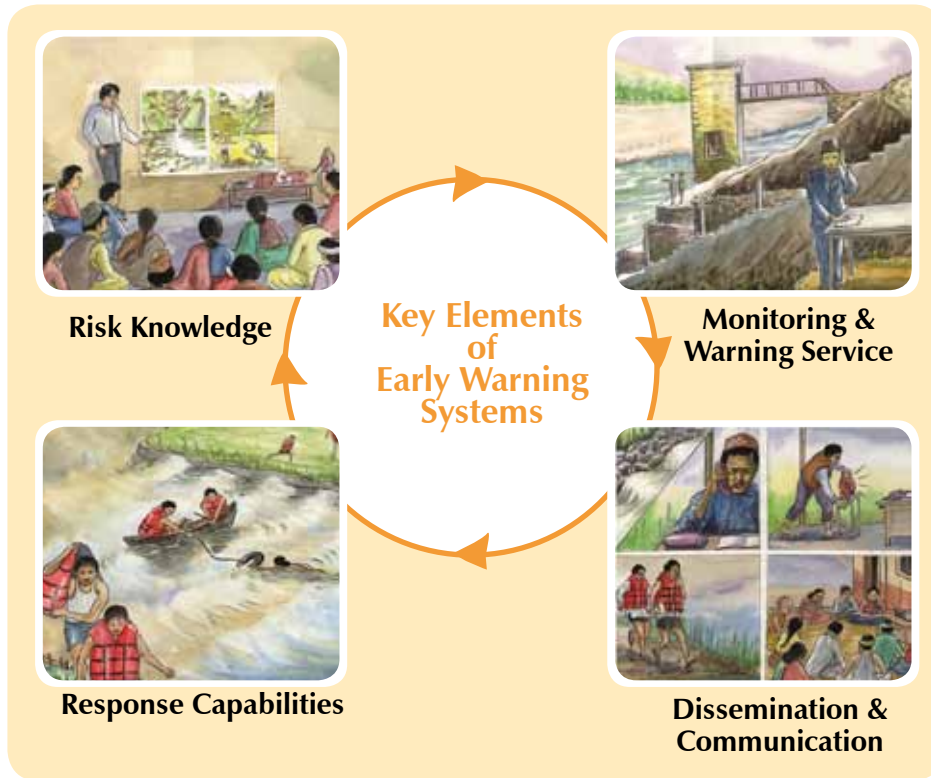 Risk Knowledge
Key Elements
of
Early Warning
Systems
Monitoring &
Warning Service
Response Capabilities
Dissemination &
Communication